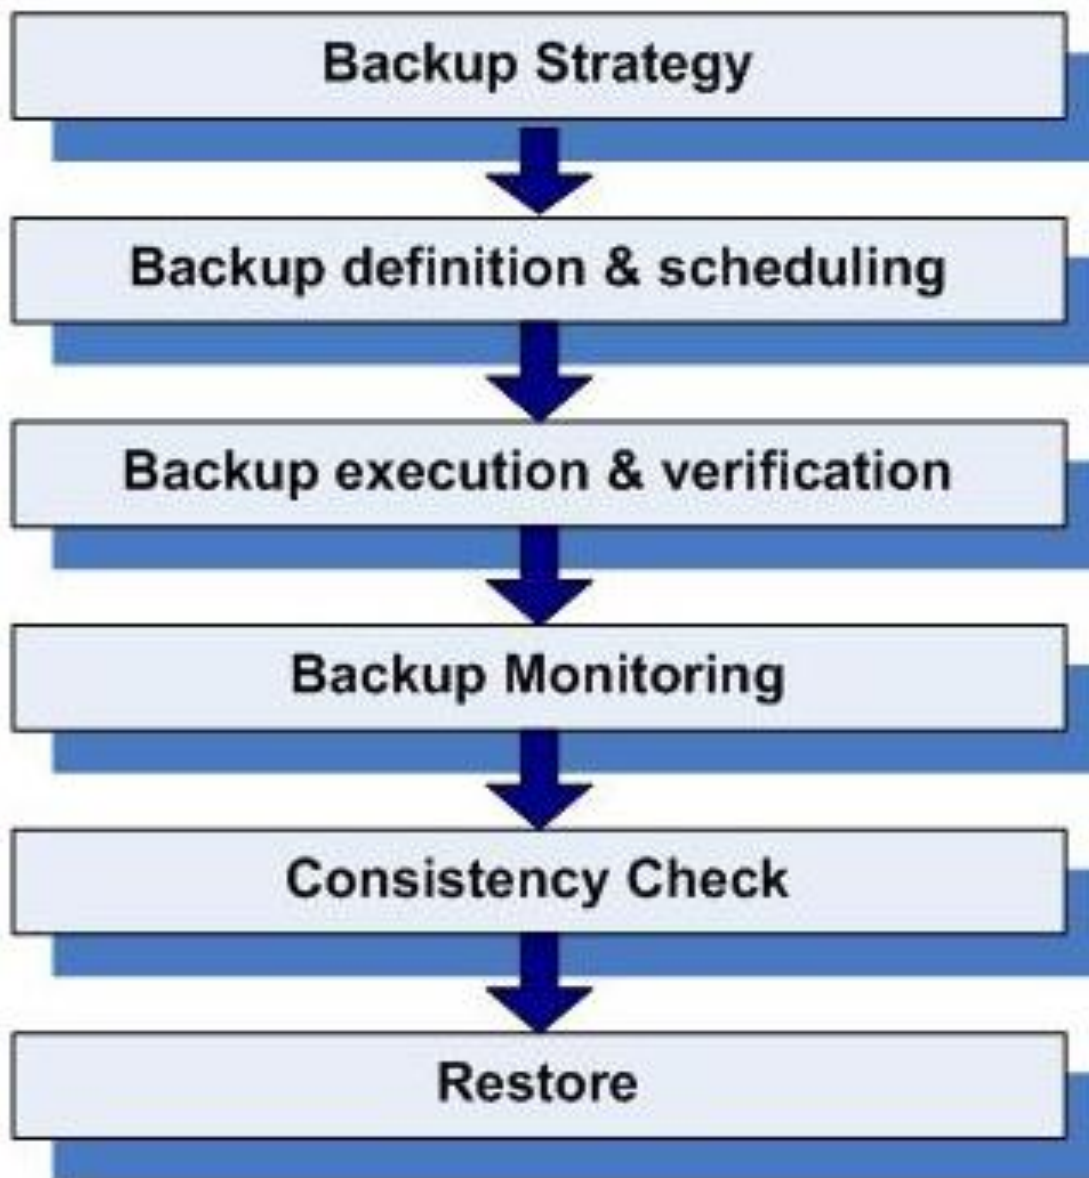 Backup Strategy
Backup definition & scheduling
Backup execution & verification
Backup Monitoring
Consistency Check
Restore